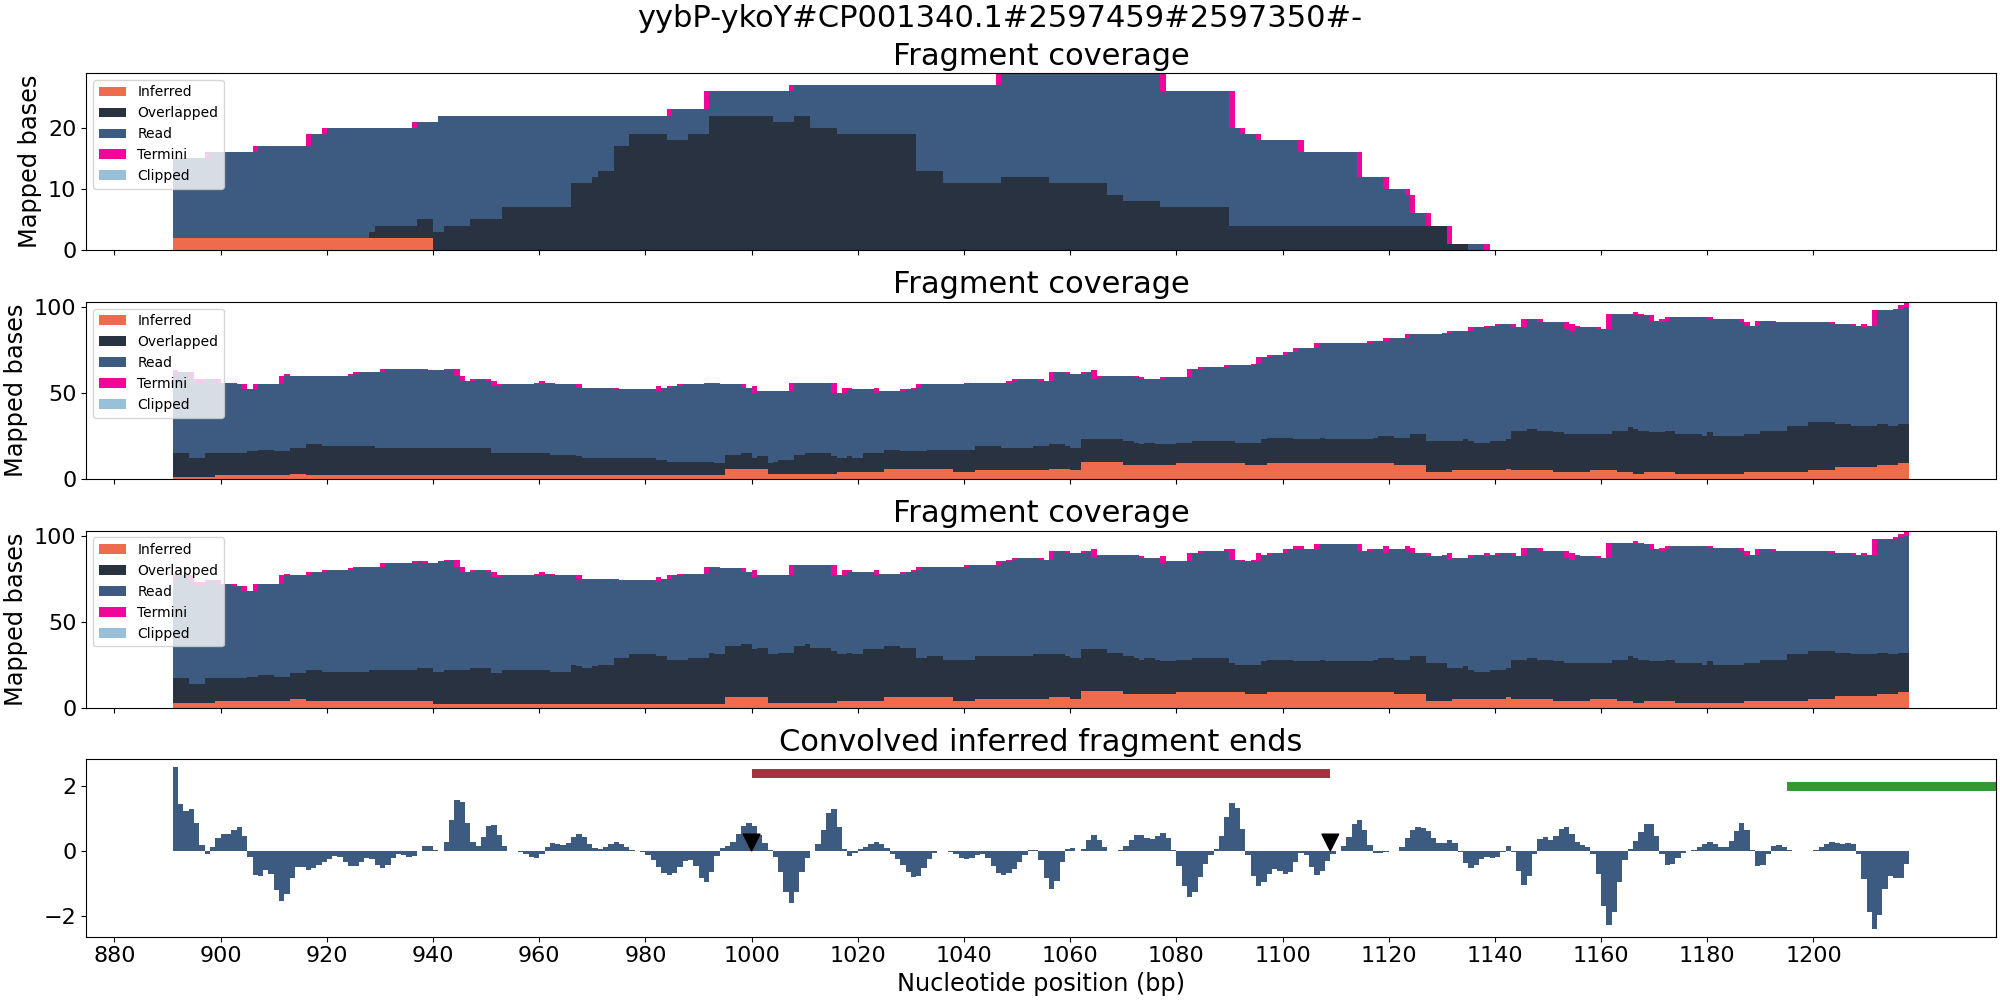 yybP-ykoY#CP001340.1#2597459#2597350#-
Fragment coverage
Mapped bases
20
10
0
Inferred
Overlapped
Read
Termini
Clipped
Fragment coverage
Mapped bases
100
50
0
Inferred
Overlapped
Read
Termini
Clipped
Fragment coverage
Mapped bases
100
50
0
Inferred
Overlapped
Read
Termini
Clipped
Convolved inferred fragment ends
2
0
−2
880 900 920 940 960 980 1000 1020 1040 1060 1080 1100 1120 1140 1160 1180 1200
Nucleotide position (bp)